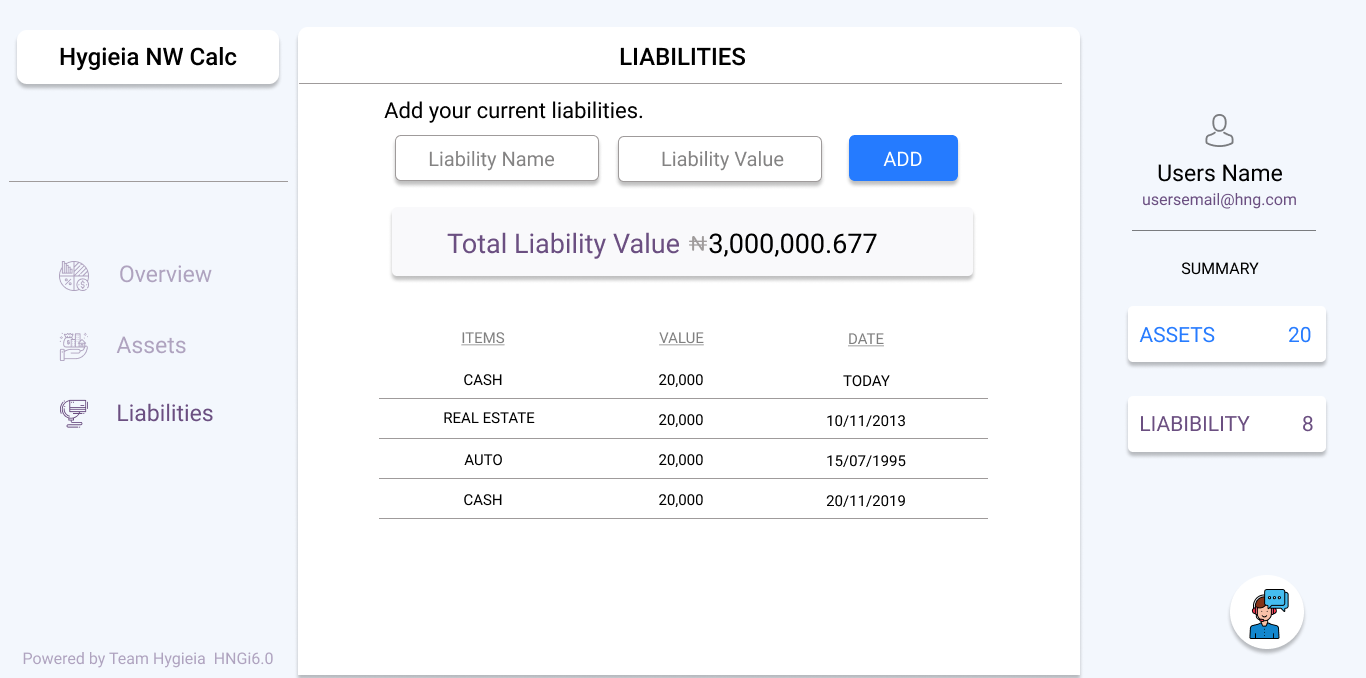 Hygieia NW Calc
Overview
Assets
Liabilities
Powered by Team Hygieia HNGi6.0
LIABILITIES
Add your current liabilities.
Liability Name Liability Value ADD
Total Liability Value ₦3,000,000.677
ITEMS VALUE DATE
CASH 20,000 TODAY
REAL ESTATE 20,000 10/11/2013
AUTO 20,000 15/07/1995
CASH 20,000 20/11/2019
Users Name
usersemail@hng.com
SUMMARY
ASSETS 20
LIABIBILITY 8